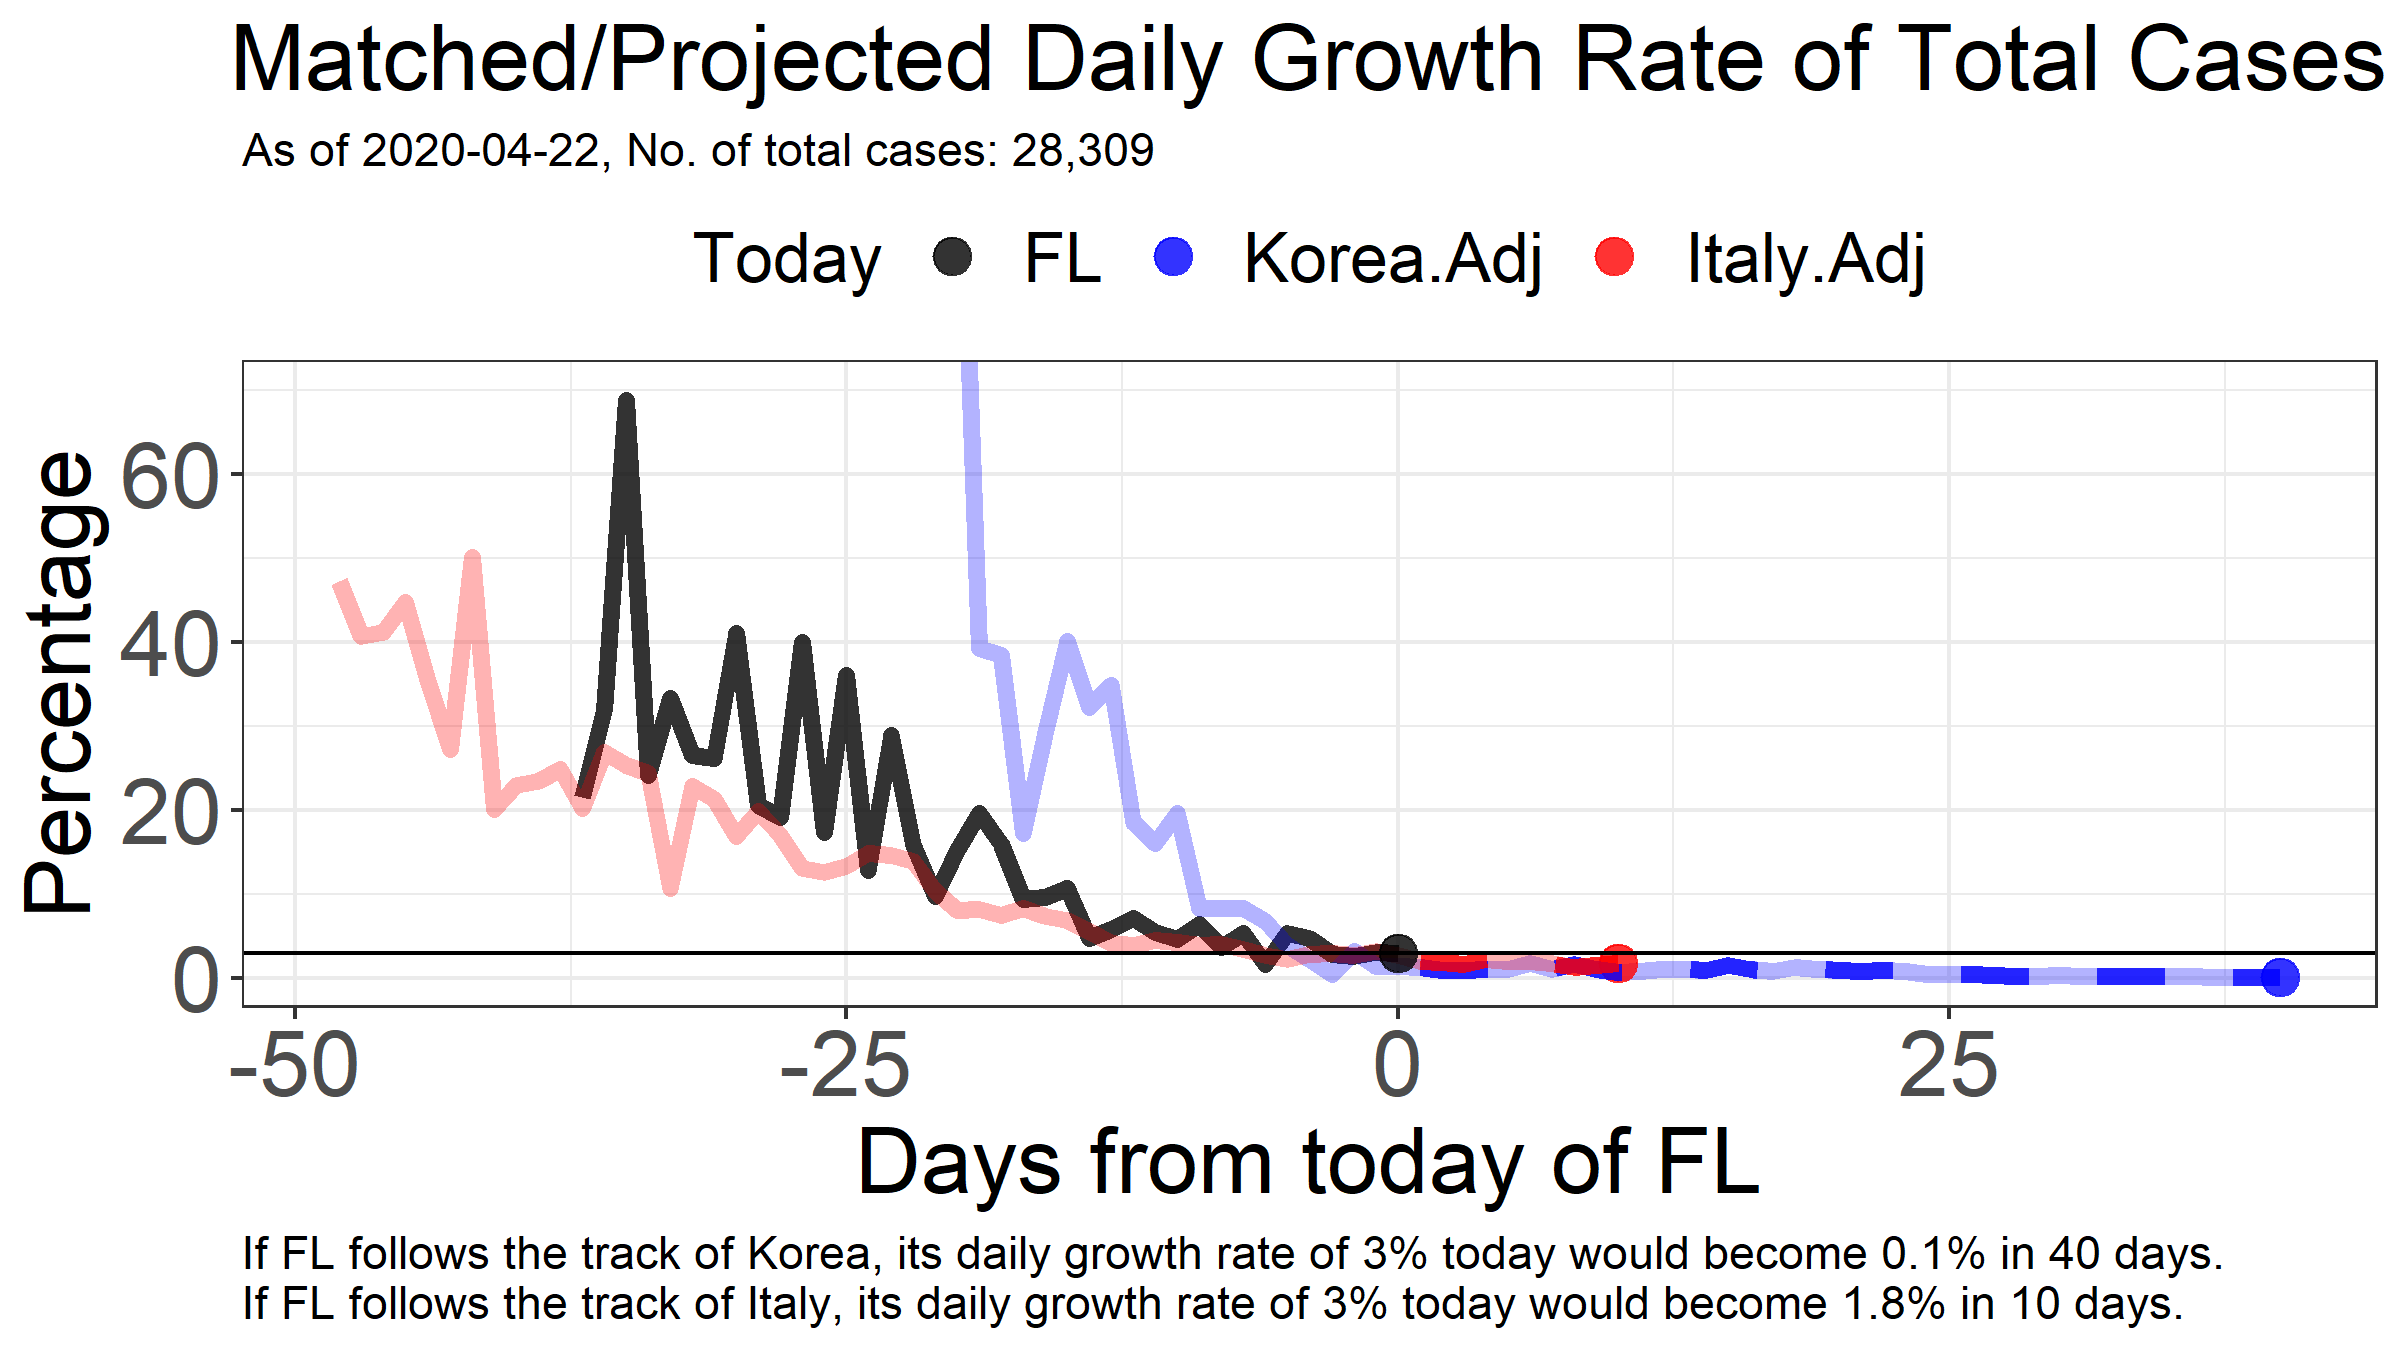 Matched/Projected Daily Growth Rate of Total Cases
As of 2020-04-22, No. of total cases: 28,309
Today FL Korea.Adj Italy.Adj
Percentage
60
40
20
0
-50 -25 0 25
Days from today of FL
If FL follows the track of Korea, its daily growth rate of 3% today would become 0.1% in 40 days.
If FL follows the track of Italy, its daily growth rate of 3% today would become 1.8% in 10 days.